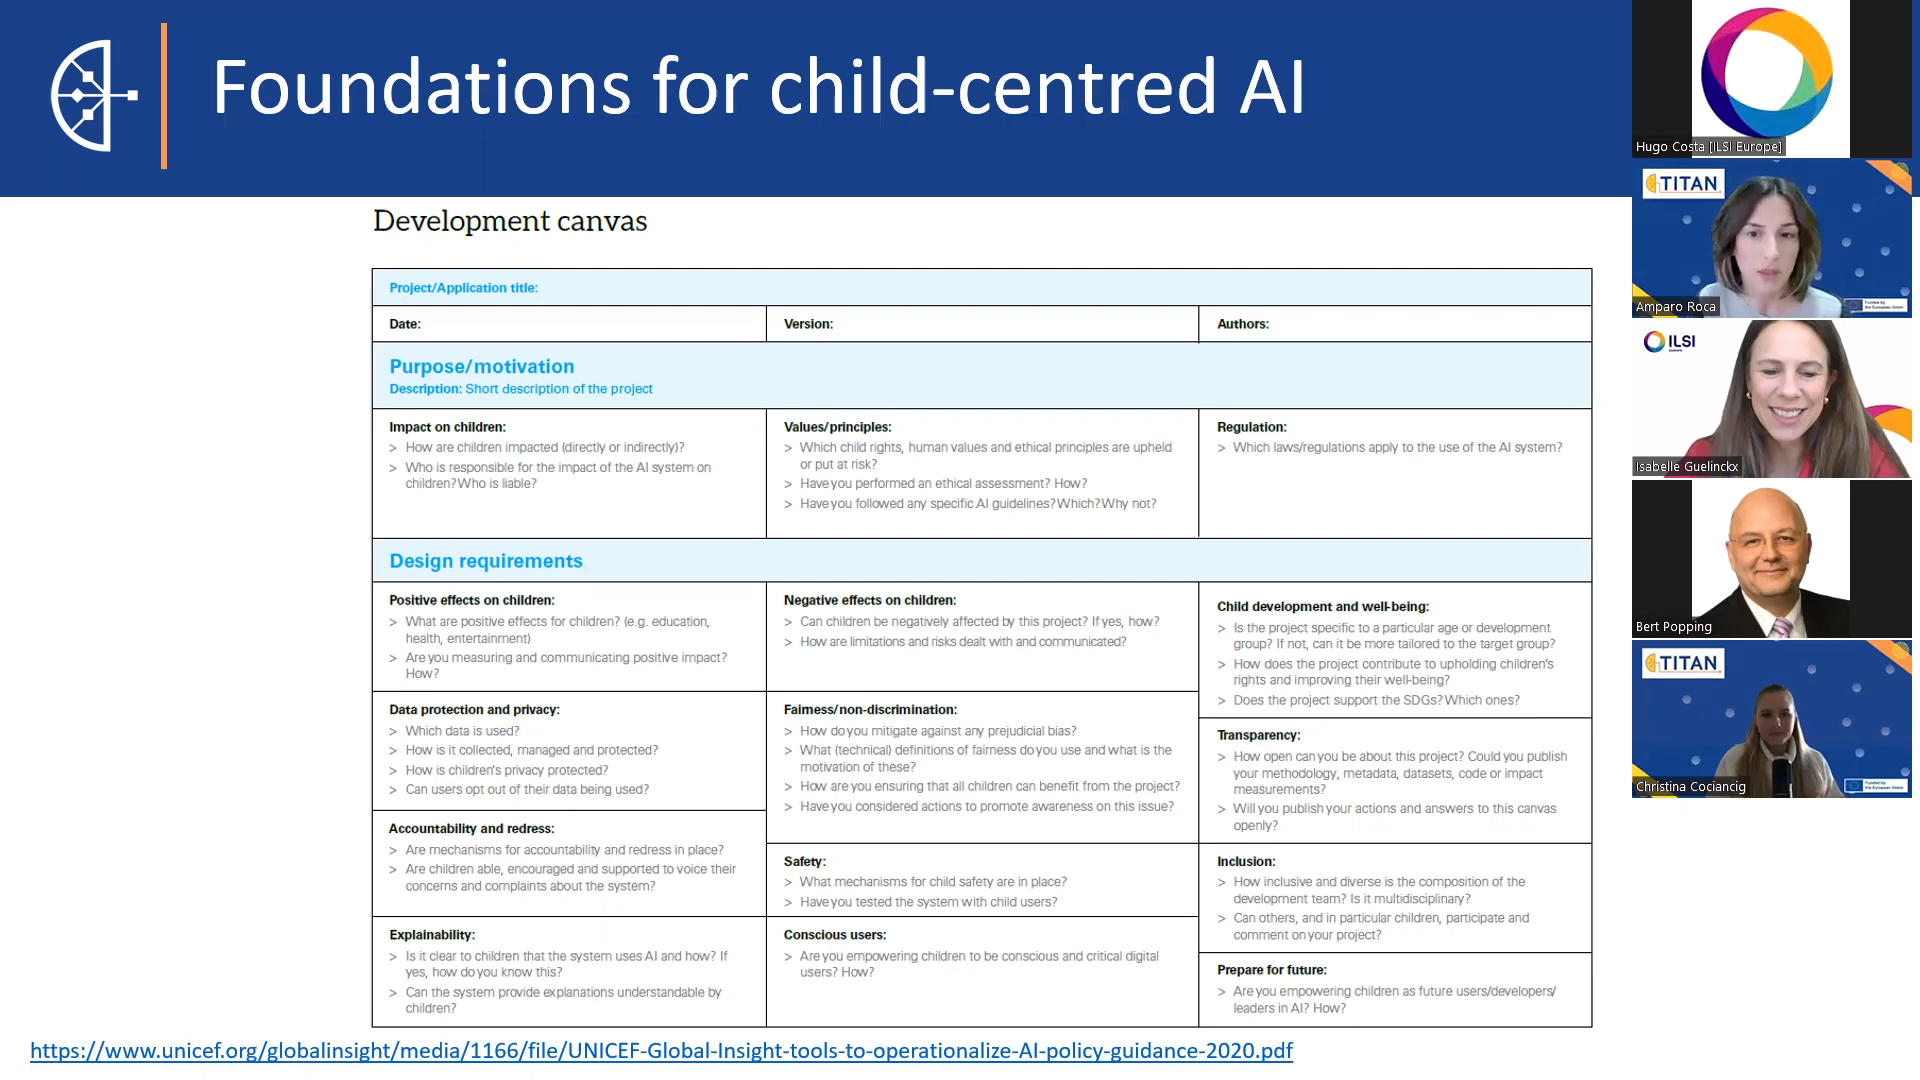 Foundations for child-centred AI
Development canvas
Project/Application title:
Date:
Version:
Authors:
Purpose/motivation
Description: Short description of the project
Impact on children:
> How are children impacted (directly or indirectly)?
> Who is responsible for the impact of the AI system on
children? Who is liable?
Values/principles:
> Which child rights, human values and ethical principles are upheld
or put at risk?
> Have you performed an ethical assessment? How?
> Have you followed any specific AI guidelines? Which? Why not?
Regulation:
> Which laws/regulations apply to the use of the AI system?
Design requirements
Positive effects on children:
> What are positive effects for children? (e.g. education,
health, entertainment)
> Are you measuring and communicating positive impact?
How?
Data protection and privacy:
> Which data is used?
> How is it collected, managed and protected?
> How is children's privacy protected?
> Can users opt out of their data being used?
Accountability and redress:
> Are mechanisms for accountability and redress in place?
> Are children able, encouraged and supported to voice their
concerns and complaints about the system?
Explainability:
> Is it clear to children that the system uses AI and how? If
yes, how do you know this?
> Can the system provide explanations understandable by
children?
Negative effects on children:
> Can children be negatively affected by this project? If yes, how?
> How are limitations and risks dealt with and communicated?
Fairness/non-discrimination:
> How do you mitigate against any prejudicial bias?
> What (technical) definitions of fairness do you use and what is the
motivation of these?
> How are you ensuring that all children can benefit from the project?
> Have you considered actions to promote awareness on this issue?
Safety:
> What mechanisms for child safety are in place?
> Have you tested the system with child users?
Conscious users:
> Are you empowering children to be conscious and critical digital
users? How?
Child development and well-being:
> Is the project specific to a particular age or development
group? If not, can it be more tailored to the target group?
> How does the project contribute to upholding children's
rights and improving their well-being?
> Does the project support the SDGs? Which ones?
Transparency:
> How open can you be about this project? Could you publish
your methodology, metadata, datasets, code or impact
measurements?
> Will you publish your actions and answers to this canvas
openly?
Inclusion:
> How inclusive and diverse is the composition of the
development team? Is it multidisciplinary?
> Can others, and in particular children, participate and
comment on your project?
Prepare for future:
> Are you empowering children as future users/developers/
leaders in AI? How?
https://www.unicef.org/globalinsight/media/1166/file/UNICEF-Global-Insight-tools-to-operationalize-AI-policy-guidance-2020.pdf
Hugo Costa [ILSI Europe]
TITAN
Amparo Roca
Funded by
the European Union
ILSI
EUROPE
Isabelle Guelinckx
Bert Popping
TITAN
Christina Cociancig
Funded by
the European Union